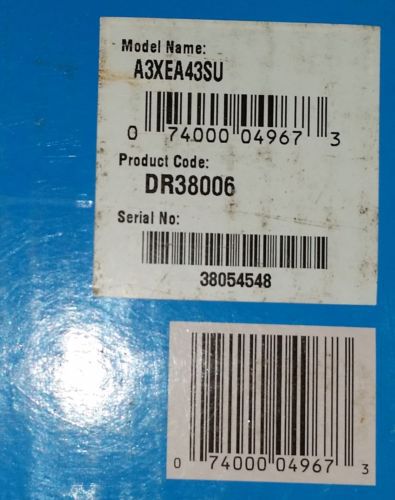 Model Name:
A3XEA43SU
0 74000 04967 3
Product Code:
DR38006
Serial No:
38054548
0 74000 04967 3